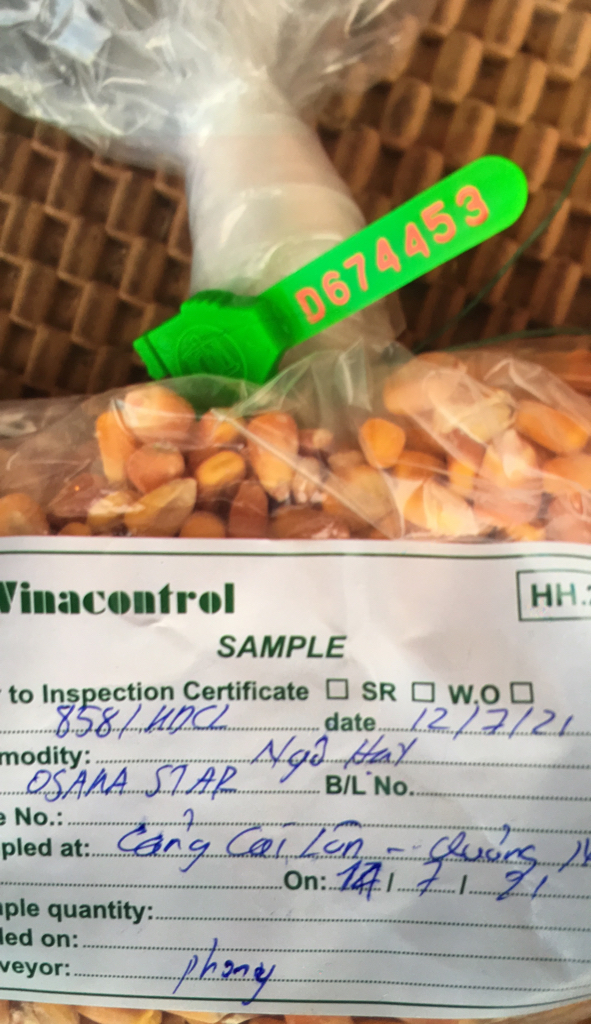 D674453
Vinacontrol
HH.
SAMPLE
to Inspection Certificate ☐ SR ☐ W.O ☐
858/HDCL date 12/7/21
modity: Ngô Hạt
OSAKA STAR B/L No.
No.:
pled at: Cảng Cái Lân - Quảng
On: 14/7/21
ple quantity:
led on:
veyor: phong